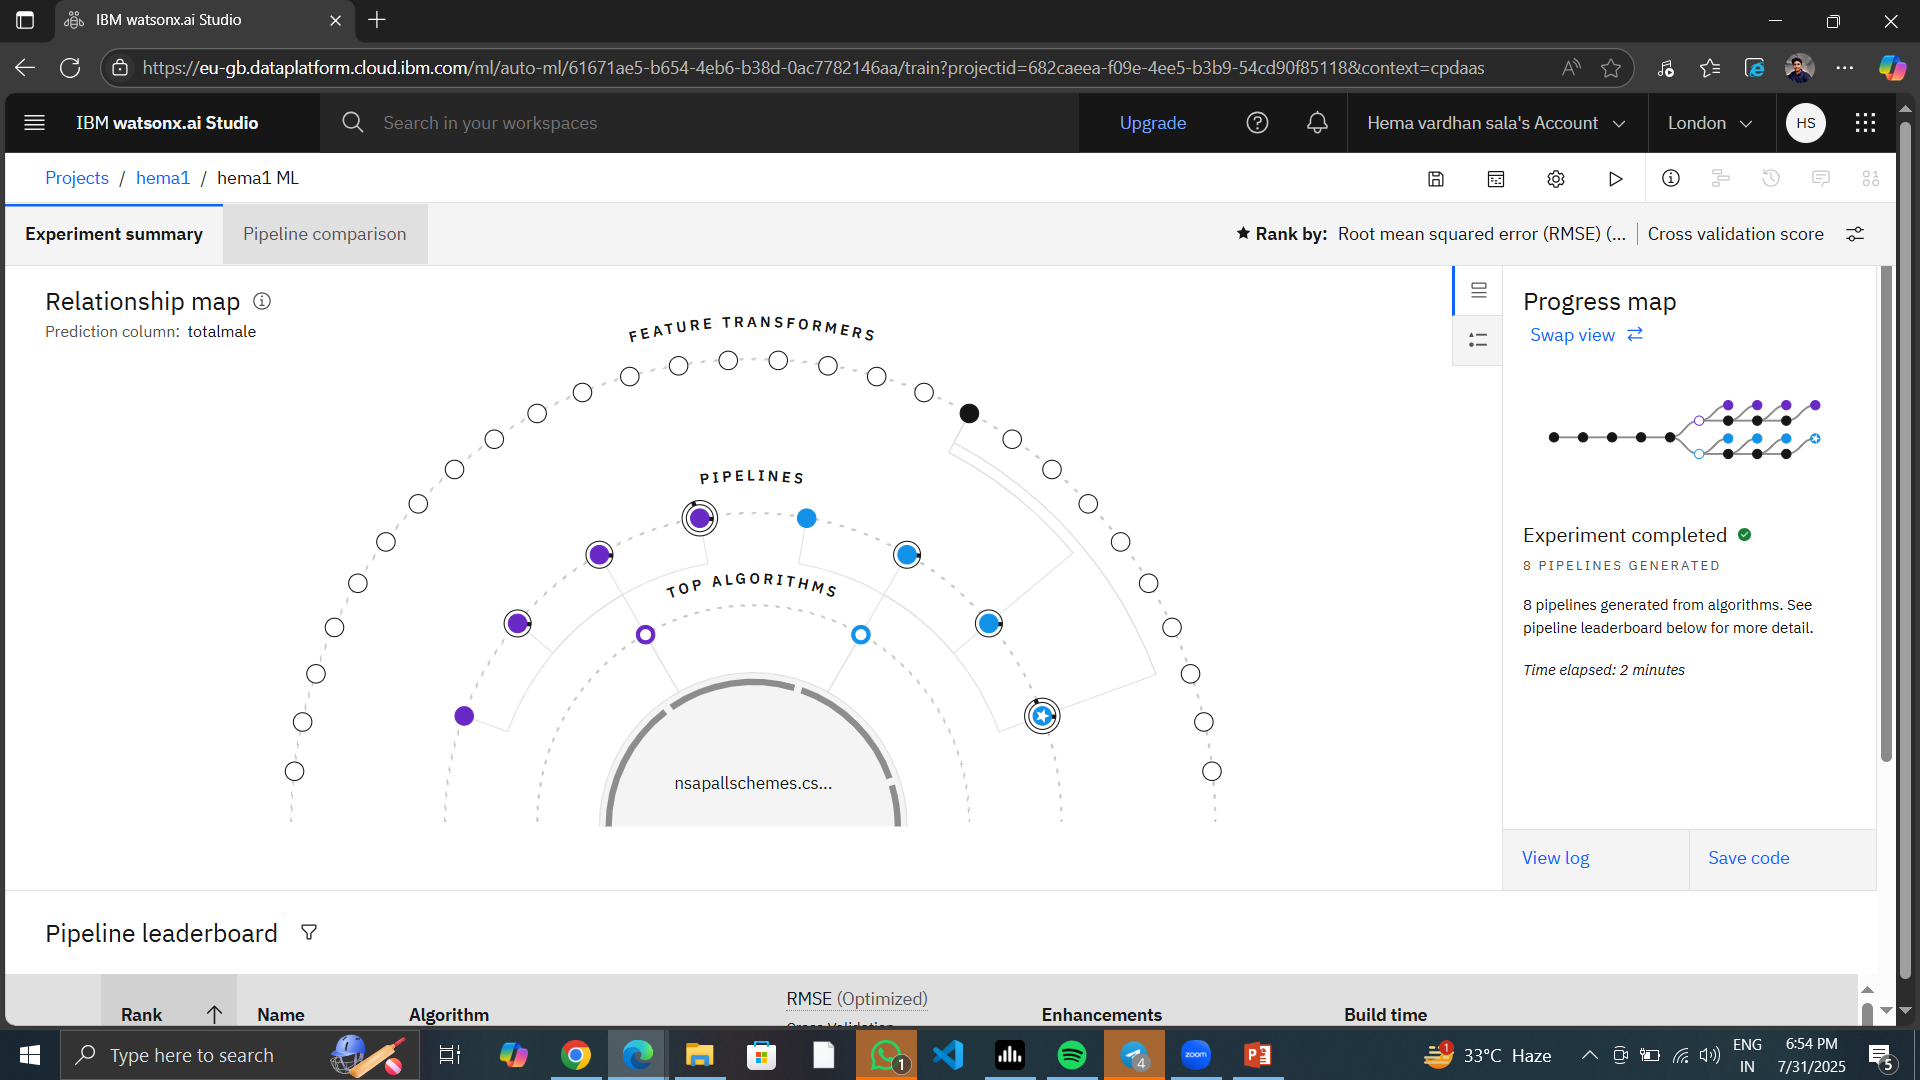 IBM watsonx.ai Studio
https://eu-gb.dataplatform.cloud.ibm.com/ml/auto-ml/61671ae5-b654-4eb6-b38d-0ac7782146aa/train?projectid=682caeea-f09e-4ee5-b3b9-54cd90f85118&context=cpdaas
IBM watsonx.ai Studio
Search in your workspaces
Upgrade
Hema vardhan sala's Account
London
HS
Projects / hema1 / hema1 ML
Experiment summary
Pipeline comparison
Rank by: Root mean squared error (RMSE) (... Cross validation score
Relationship map
Prediction column: totalmale
FEATURE TRANSFORMERS
PIPELINES
TOP ALGORITHMS
nsapallschemes.cs...
Progress map
Swap view
Experiment completed
8 PIPELINES GENERATED
8 pipelines generated from algorithms. See
pipeline leaderboard below for more detail.
Time elapsed: 2 minutes
View log
Save code
Pipeline leaderboard
Rank
Name
Algorithm
RMSE (Optimized)
Cross Validation
Enhancements
Build time
Type here to search
1
zoom
4
1
33°C Haze
ENG
IN
6:54 PM
7/31/2025
5